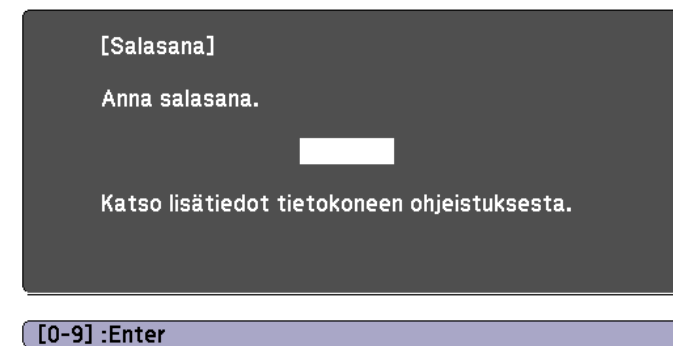 [Salasana]
Anna salasana.
Katso lisätiedot tietokoneen ohjeistuksesta.
[0-9] :Enter